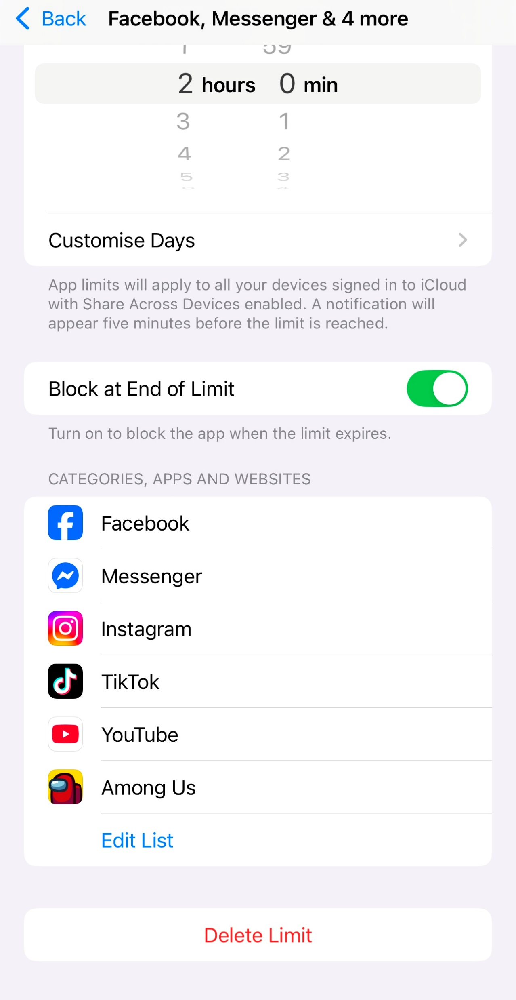 Back Facebook, Messenger & 4 more
1 59
2 hours 0 min
3 1
4 2
5 3
6 4
Customise Days
App limits will apply to all your devices signed in to iCloud
with Share Across Devices enabled. A notification will
appear five minutes before the limit is reached.
Block at End of Limit
Turn on to block the app when the limit expires.
CATEGORIES, APPS AND WEBSITES
Facebook
Messenger
Instagram
TikTok
YouTube
Among Us
Edit List
Delete Limit